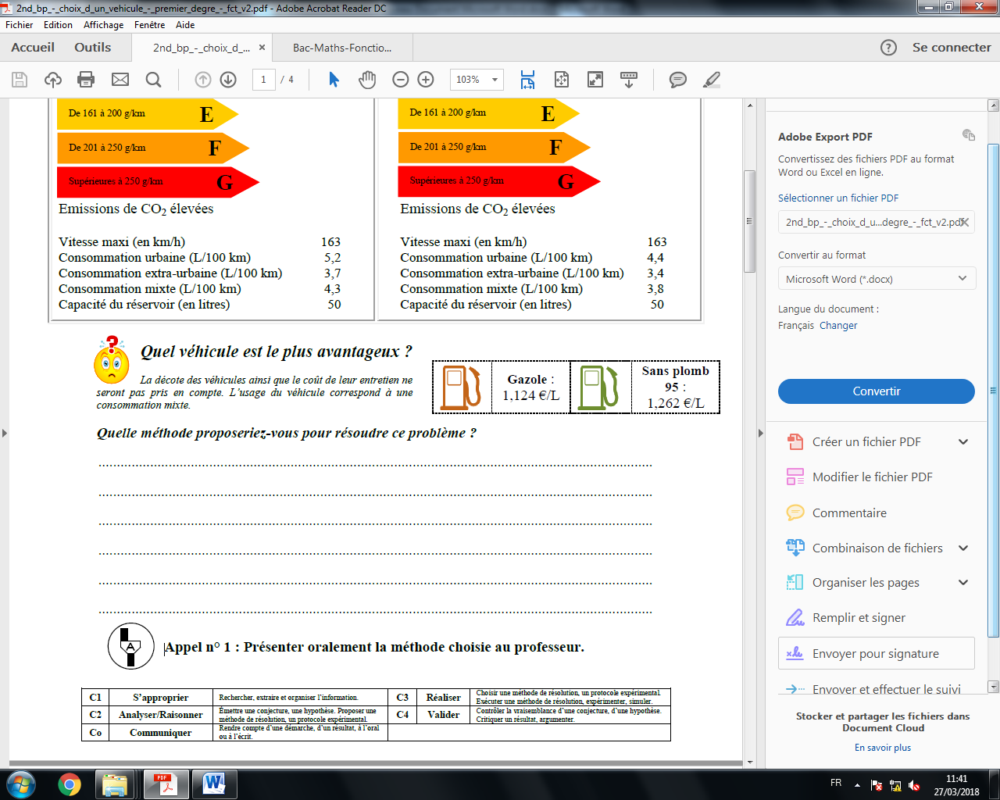 2nd_bp_-_choix_d_un_vehicule_-_premier_degre_-_fct_v2.pdf - Adobe Acrobat Reader DC
Fichier Edition Affichage Fenêtre Aide
Accueil Outils 2nd_bp_-_choix_d_... × Bac-Maths-Fonctio... ? Se connecter
1 / 4 103%
De 161 à 200 g/km E
De 201 à 250 g/km F
Supérieures à 250 g/km G
Emissions de CO2 élevées
Vitesse maxi (en km/h) 163
Consommation urbaine (L/100 km) 5,2
Consommation extra-urbaine (L/100 km) 3,7
Consommation mixte (L/100 km) 4,3
Capacité du réservoir (en litres) 50
De 161 à 200 g/km E
De 201 à 250 g/km F
Supérieures à 250 g/km G
Emissions de CO2 élevées
Vitesse maxi (en km/h) 163
Consommation urbaine (L/100 km) 4,4
Consommation extra-urbaine (L/100 km) 3,4
Consommation mixte (L/100 km) 3,8
Capacité du réservoir (en litres) 50
Quel véhicule est le plus avantageux ?
La décote des véhicules ainsi que le coût de leur entretien ne
seront pas pris en compte. L'usage du véhicule correspond à une
consommation mixte.
Gazole :
1,124 €/L
Sans plomb
95 :
1,262 €/L
Quelle méthode proposeriez-vous pour résoudre ce problème ?
A
Appel n° 1 : Présenter oralement la méthode choisie au professeur.
C1 S'approprier Rechercher, extraire et organiser l'information.
C3 Réaliser Choisir une méthode de résolution, un protocole expérimental.
Exécuter une méthode de résolution, expérimenter, simuler.
C2 Analyser/Raisonner Émettre une conjecture, une hypothèse. Proposer une
méthode de résolution, un protocole expérimental.
C4 Valider Contrôler la vraisemblance d'une conjecture, d'une hypothèse.
Critiquer un résultat, argumenter.
Co Communiquer Rendre compte d'une démarche, d'un résultat, à l'oral
ou à l'écrit.
Adobe Export PDF
Convertissez des fichiers PDF au format
Word ou Excel en ligne.
Sélectionner un fichier PDF
2nd_bp_-_choix_d_u...degre_-_fct_v2.pdf
Convertir au format
Microsoft Word (*.docx)
Langue du document :
Français Changer
Convertir
Créer un fichier PDF
Modifier le fichier PDF
Commentaire
Combinaison de fichiers
Organiser les pages
Remplir et signer
Envoyer pour signature
Envoyer et effectuer le suivi
Stocker et partager les fichiers dans
Document Cloud
En savoir plus
PDF
W
FR
11:41
27/03/2018